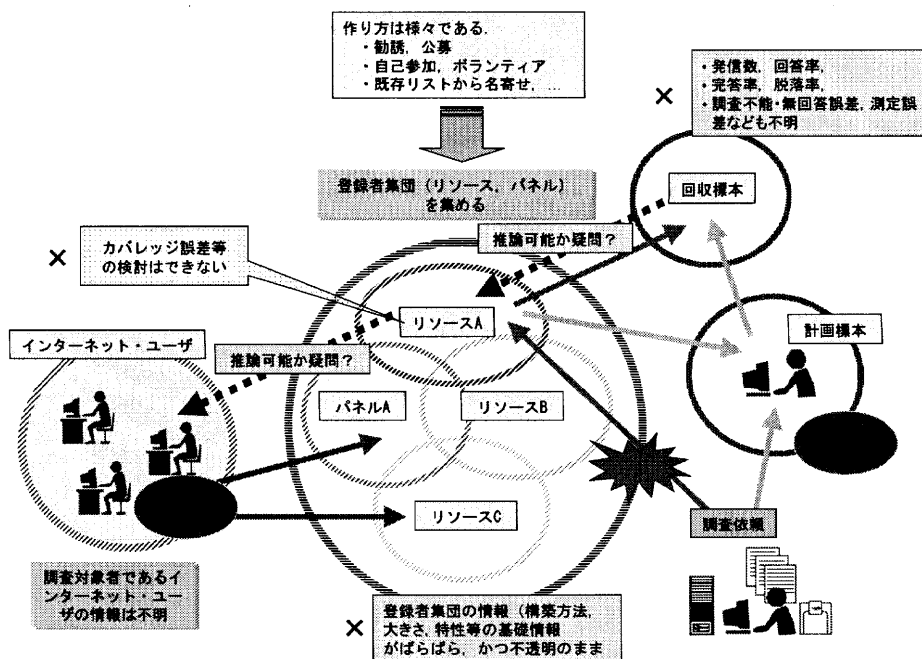 作り方は様々である.
・勧誘, 公募
・自己参加, ボランティア
・既存リストから名寄せ, …
×
・発信数, 回答率,
・完答率, 脱落率,
・調査不能・無回答誤差, 測定誤
差なども不明
登録者集団（リソース, パネル）
を集める
回収標本
推論可能か疑問？
×
カバレッジ誤差等
の検討はできない
リソースA
計画標本
インターネット・ユーザ
推論可能か疑問？
パネルA
リソースB
リソースC
調査依頼
調査対象者であるイン
ターネット・ユー
ザの情報は不明
×
登録者集団の情報（構築方法,
大きさ, 特性等の基礎情報
がばらばら, かつ不透明のまま